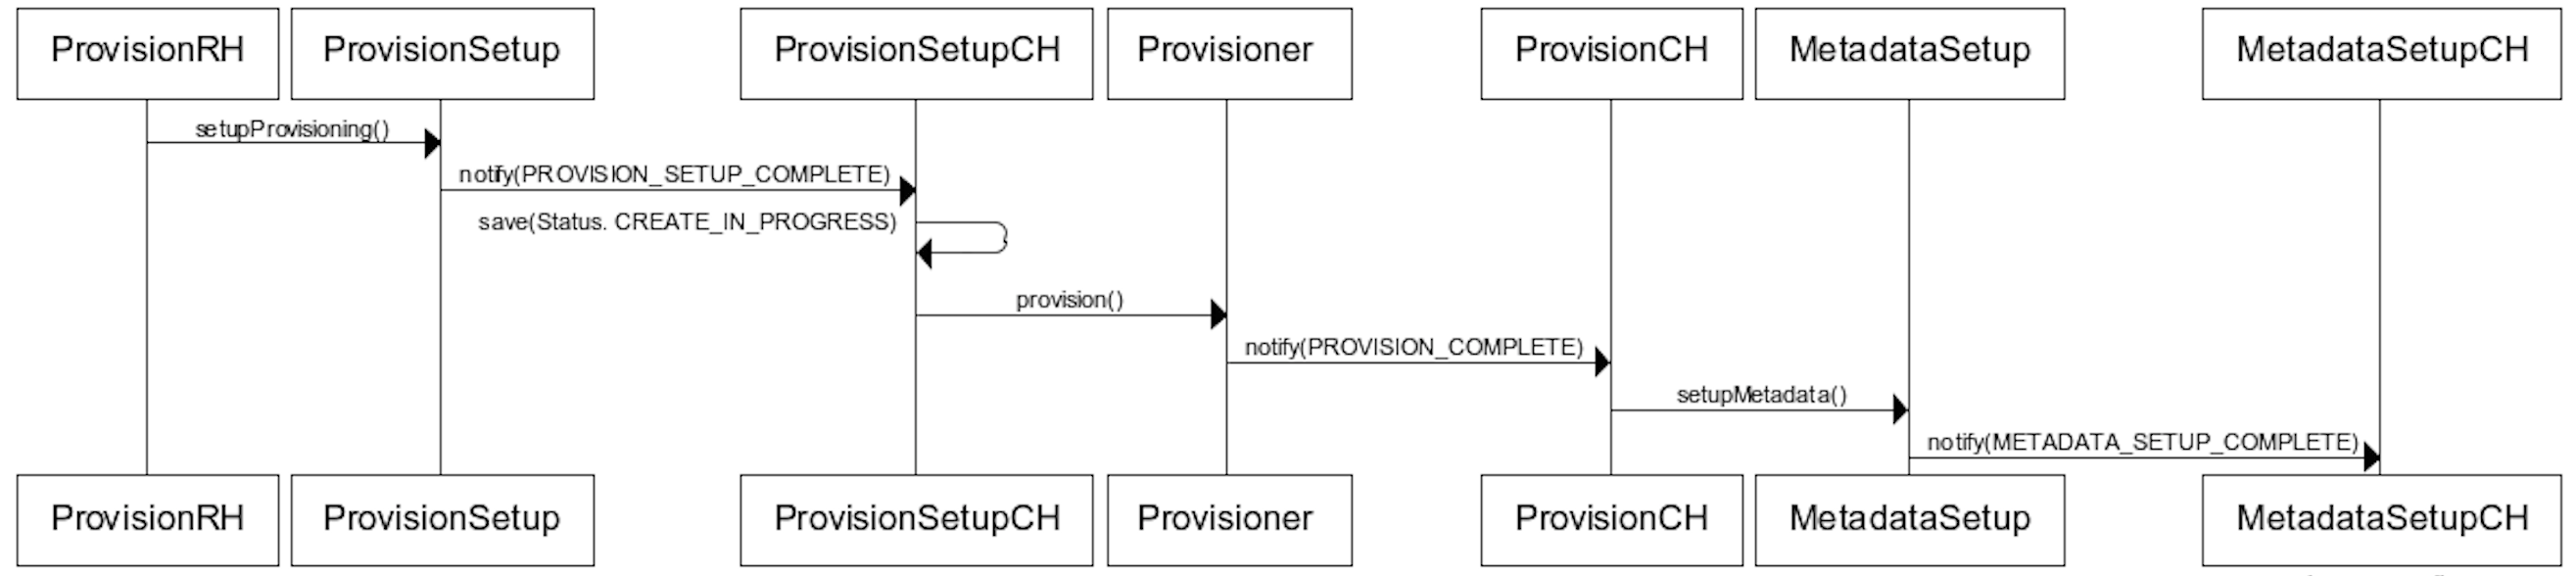 ProvisionRH
ProvisionSetup
ProvisionSetupCH
Provisioner
ProvisionCH
MetadataSetup
MetadataSetupCH
setupProvisioning()
notify(PROVISION_SETUP_COMPLETE)
save(Status. CREATE_IN_PROGRESS)
provision()
notify(PROVISION_COMPLETE)
setupMetadata()
notify(METADATA_SETUP_COMPLETE)
ProvisionRH
ProvisionSetup
ProvisionSetupCH
Provisioner
ProvisionCH
MetadataSetup
MetadataSetupCH